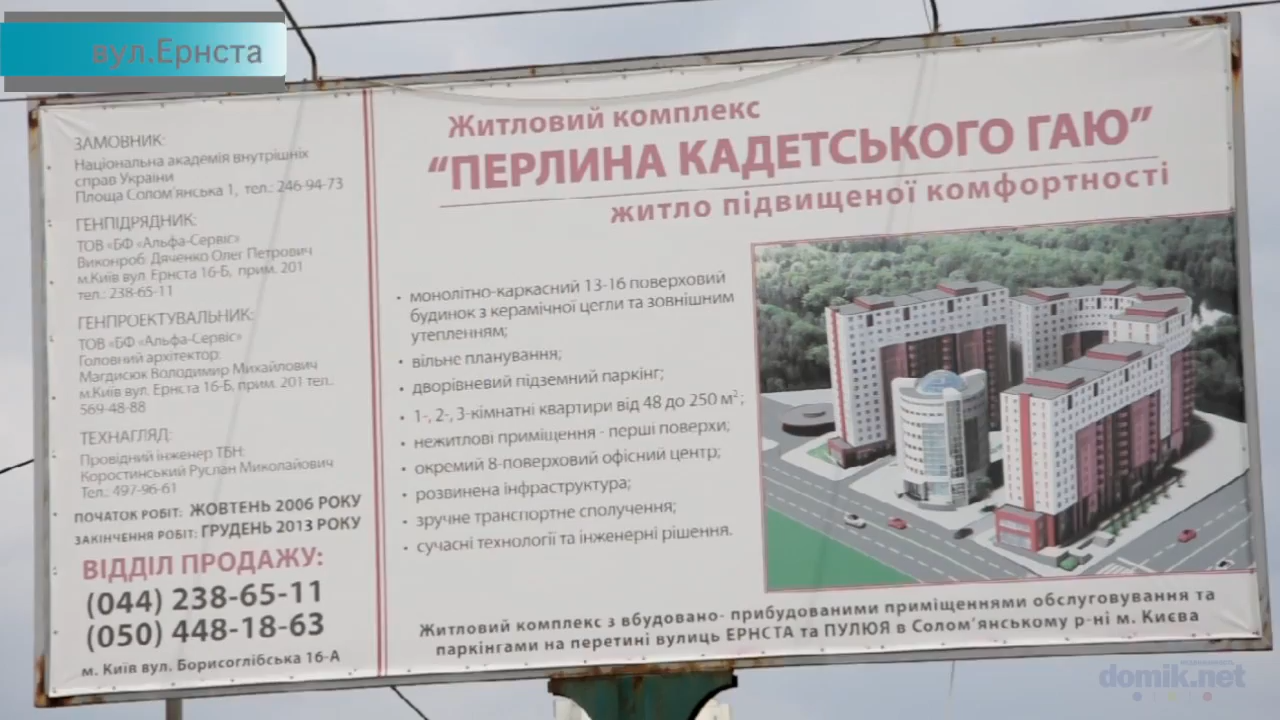 вул.Ернста
ЗАМОВНИК:
Національна академія внутрішніх
справ України
Площа Солом'янська 1, тел.: 246-94-73
ГЕНПІДРЯДНИК:
ТОВ «БФ «Альфа-Сервіс»
Виконроб: Дяченко Олег Петрович
м.Київ вул. Ернста 16-Б, прим. 201
тел.: 238-65-11
ГЕНПРОЕКТУВАЛЬНИК:
ТОВ «БФ «Альфа-Сервіс»
Головний архітектор:
Магдисюк Володимир Михайлович
м.Київ вул. Ернста 16-Б, прим. 201 тел.:
569-48-88
ТЕХНАГЛЯД:
Провідний інженер ТБН:
Коростинський Руслан Миколайович
Тел.: 497-96-61
ПОЧАТОК РОБІТ: ЖОВТЕНЬ 2006 РОКУ
ЗАКІНЧЕННЯ РОБІТ: ГРУДЕНЬ 2013 РОКУ
ВІДДІЛ ПРОДАЖУ:
(044) 238-65-11
(050) 448-18-63
м. Київ вул. Борисоглібська 16-А
Житловий комплекс
“ПЕРЛИНА КАДЕТСЬКОГО ГАЮ”
житло підвищеної комфортності
• монолітно-каркасний 13-16 поверховий
будинок з керамічної цегли та зовнішним
утепленням;
• вільне планування;
• дворівневий підземний паркінг;
• 1-, 2-, 3-кімнатні квартири від 48 до 250 м²;
• нежитлові приміщення - перші поверхи;
• окремий 8-поверховий офісний центр;
• розвинена інфраструктура;
• зручне транспортне сполучення;
• сучасні технології та інженерні рішення.
Житловий комплекс з вбудовано- прибудованими приміщеннями обслуговування та
паркінгами на перетині вулиць ЕРНСТА та ПУЛЮЯ в Солом'янському р-ні м. Києва
недвижимость
domik.net